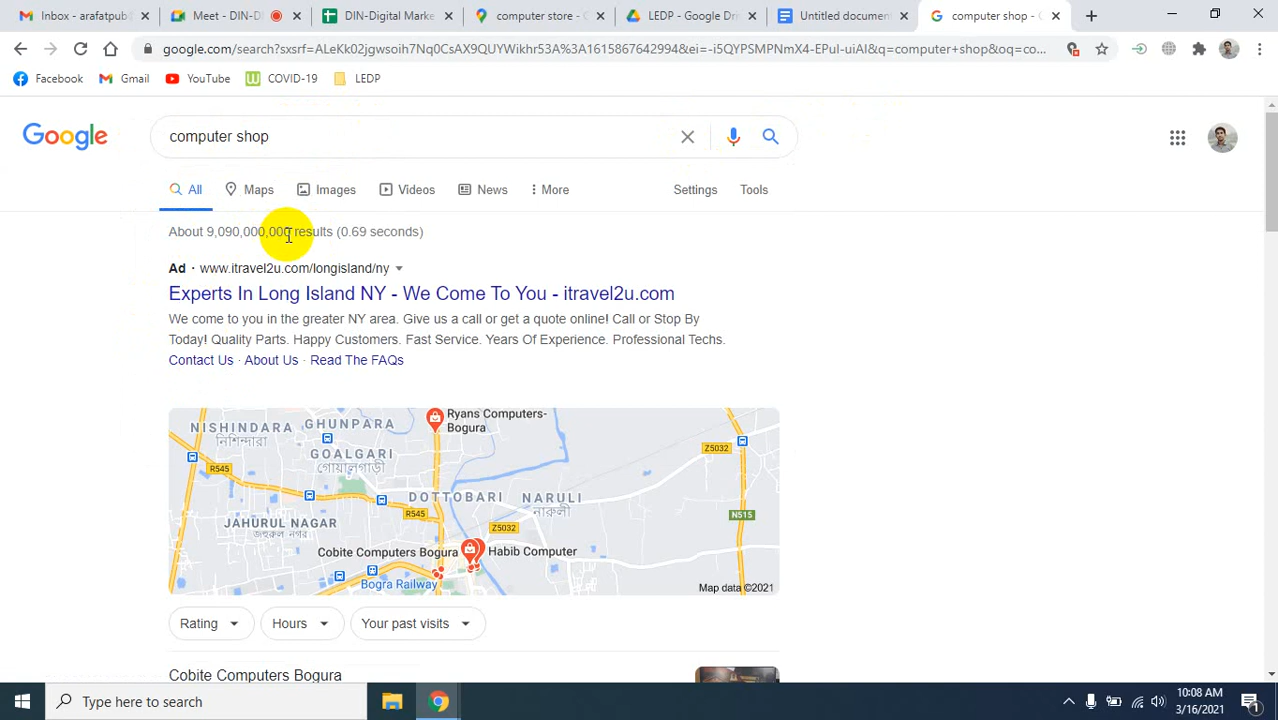 Inbox - arafatpub
Meet - DIN-D
DIN-Digital Marke
computer store - G
LEDP - Google Dri
Untitled documen
computer shop - G
google.com/search?sxsrf=ALeKk02jgwsoih7Nq0CsAX9QUYWikhr53A%3A1615867642994&ei=-i5QYPSMPNmX4-EPul-uiAI&q=computer+shop&oq=co...
Facebook
Gmail
YouTube
COVID-19
LEDP
Google
computer shop
All
Maps
Images
Videos
News
More
Settings
Tools
About 9,090,000,000 results (0.69 seconds)
Ad · www.itravel2u.com/longisland/ny
Experts In Long Island NY - We Come To You - itravel2u.com
We come to you in the greater NY area. Give us a call or get a quote online! Call or Stop By
Today! Quality Parts. Happy Customers. Fast Service. Years Of Experience. Professional Techs.
Contact Us · About Us · Read The FAQs
Ryans Computers-
Bogura
NISHINDARA
নিশিন্দারা
GHUNPARA
Z5032
R545
GOALGARI
গোয়ালগাড়ী
DOTTOBARI
NARULI
নারুলী
R545
N515
JAHURUL NAGAR
জহুরুল নগর
Z5032
Cobite Computers Bogura
Habib Computer
Bogra Railway
Map data ©2021
Rating
Hours
Your past visits
Cobite Computers Bogura
Type here to search
10:08 AM
3/16/2021
1